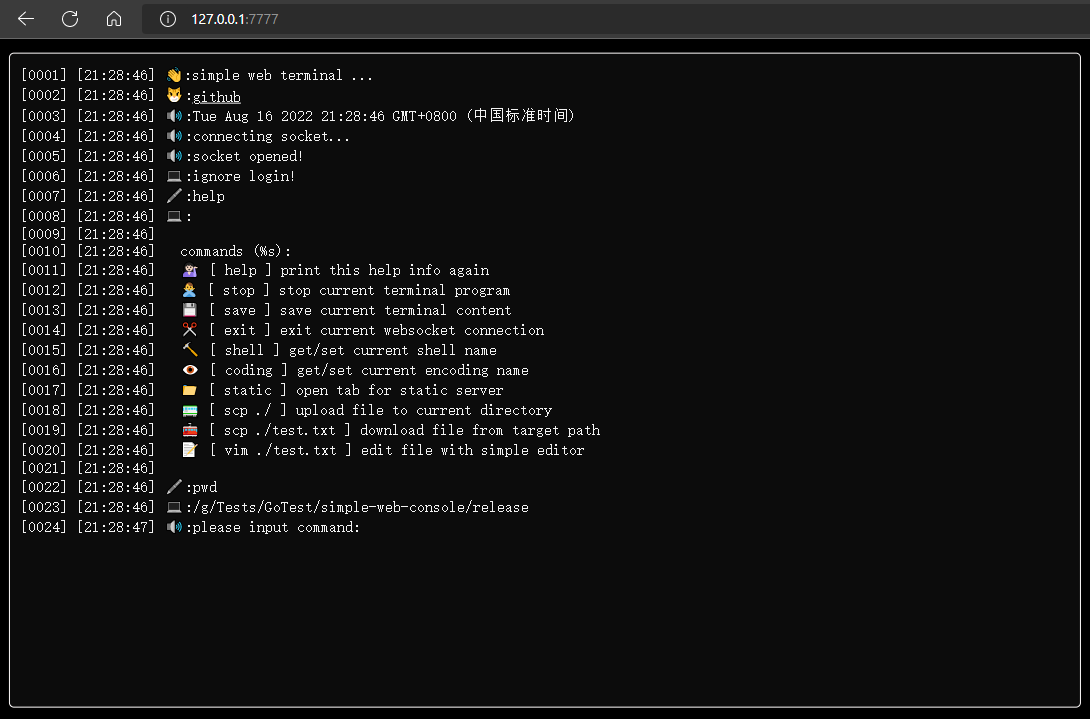 127.0.0.1:7777
[0001] [21:28:46] 👋:simple web terminal ...
[0002] [21:28:46] 🐱:github
[0003] [21:28:46] 🔊:Tue Aug 16 2022 21:28:46 GMT+0800 (中国标准时间)
[0004] [21:28:46] 🔊:connecting socket...
[0005] [21:28:46] 🔊:socket opened!
[0006] [21:28:46] 💻:ignore login!
[0007] [21:28:46] 🖊:help
[0008] [21:28:46] 💻:
[0009] [21:28:46]
[0010] [21:28:46] commands (%s):
[0011] [21:28:46] 💁 [ help ] print this help info again
[0012] [21:28:46] 🙅 [ stop ] stop current terminal program
[0013] [21:28:46] 💾 [ save ] save current terminal content
[0014] [21:28:46] ✂ [ exit ] exit current websocket connection
[0015] [21:28:46] 🔨 [ shell ] get/set current shell name
[0016] [21:28:46] 👁 [ coding ] get/set current encoding name
[0017] [21:28:46] 📁 [ static ] open tab for static server
[0018] [21:28:46] 🚍 [ scp ./ ] upload file to current directory
[0019] [21:28:46] 🚋 [ scp ./test.txt ] download file from target path
[0020] [21:28:46] 📝 [ vim ./test.txt ] edit file with simple editor
[0021] [21:28:46]
[0022] [21:28:46] 🖊:pwd
[0023] [21:28:46] 💻:/g/Tests/GoTest/simple-web-console/release
[0024] [21:28:47] 🔊:please input command: